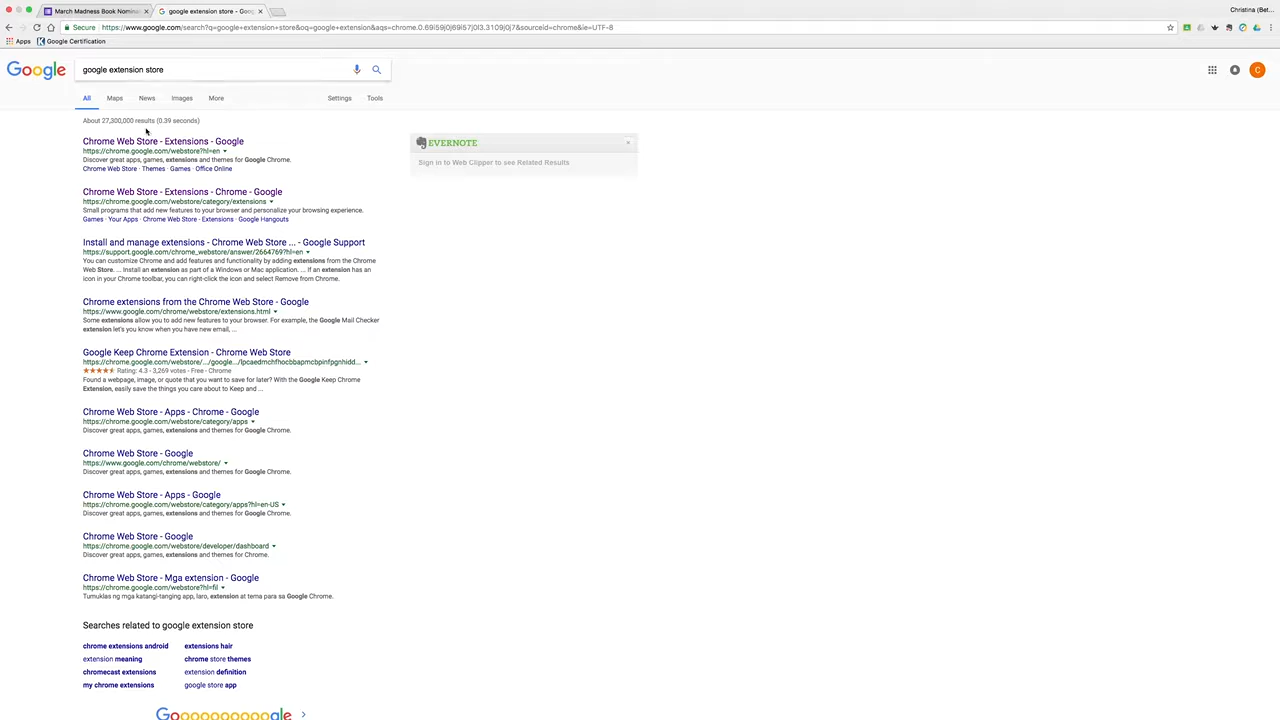 March Madness Book Nomina
google extension store - Goog
Christina (Bet...
Secure
https://www.google.com/search?q=google+extension+store&oq=google+extension&aqs=chrome.0.69i59j0j69i57j0l3.3109j0j7&sourceid=chrome&ie=UTF-8
Apps
Google Certification
Google
google extension store
C
All
Maps
News
Images
More
Settings
Tools
About 27,300,000 results (0.39 seconds)
Chrome Web Store - Extensions - Google
https://chrome.google.com/webstore?hl=en
Discover great apps, games, extensions and themes for Google Chrome.
Chrome Web Store · Themes · Games · Office Online
EVERNOTE
Sign in to Web Clipper to see Related Results
Chrome Web Store - Extensions - Chrome - Google
https://chrome.google.com/webstore/category/extensions
Small programs that add new features to your browser and personalize your browsing experience.
Games · Your Apps · Chrome Web Store - Extensions · Google Hangouts
Install and manage extensions - Chrome Web Store ... - Google Support
https://support.google.com/chrome_webstore/answer/2664769?hl=en
You can customize Chrome and add features and functionality by adding extensions from the Chrome
Web Store. ... Install an extension as part of a Windows or Mac application. ... If an extension has an
icon in your Chrome toolbar, you can right-click the icon and select Remove from Chrome.
Chrome extensions from the Chrome Web Store - Google
https://www.google.com/chrome/webstore/extensions.html
Some extensions allow you to add new features to your browser. For example, the Google Mail Checker
extension let's you know when you have new email, ...
Google Keep Chrome Extension - Chrome Web Store
https://chrome.google.com/webstore/.../google.../lpcaedmchfhocbbapmcbpinfpgnhidd...
Rating: 4.3 - 3,269 votes - Free - Chrome
Found a webpage, image, or quote that you want to save for later? With the Google Keep Chrome
Extension, easily save the things you care about to Keep and ...
Chrome Web Store - Apps - Chrome - Google
https://chrome.google.com/webstore/category/apps
Discover great apps, games, extensions and themes for Google Chrome.
Chrome Web Store - Google
https://www.google.com/chrome/webstore/
Discover great apps, games, extensions and themes for Google Chrome.
Chrome Web Store - Apps - Google
https://chrome.google.com/webstore/category/apps?hl=en-US
Discover great apps, games, extensions and themes for Google Chrome.
Chrome Web Store - Google
https://chrome.google.com/webstore/developer/dashboard
Discover great apps, games, extensions and themes for Chrome.
Chrome Web Store - Mga extension - Google
https://chrome.google.com/webstore?hl=fil
Tumuklas ng mga katangi-tanging app, laro, extension at tema para sa Google Chrome.
Searches related to google extension store
chrome extensions android
extensions hair
extension meaning
chrome store themes
chromecast extensions
extension definition
my chrome extensions
google store app
Goooooooooogle